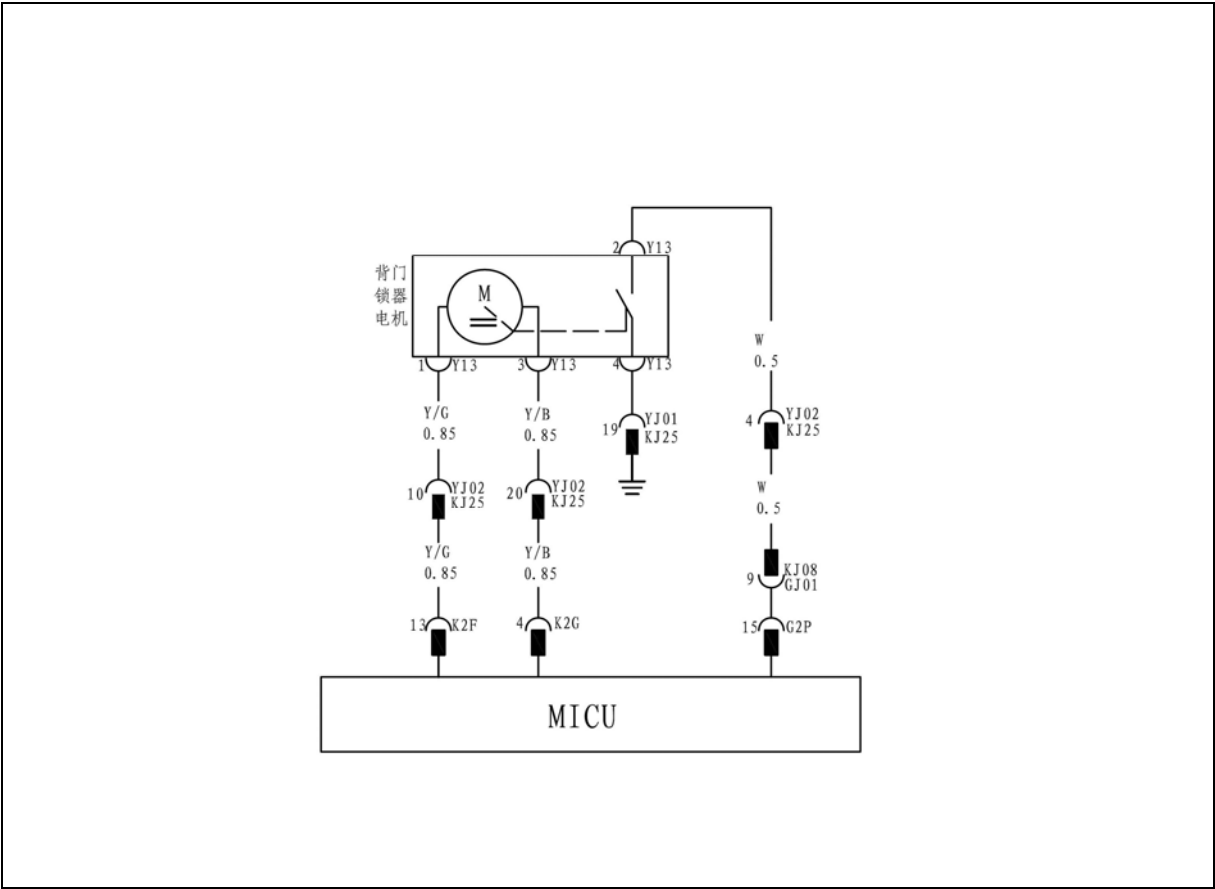 2 Y13
背门
锁器
电机
M
1 Y13
3 Y13
4 Y13
W
0.5
Y/G
0.85
Y/B
0.85
19 YJ01
KJ25
4 YJ02
KJ25
10 YJ02
KJ25
20 YJ02
KJ25
W
0.5
Y/G
0.85
Y/B
0.85
9 KJ08
GJ01
13 K2F
4 K2G
15 G2P
MICU